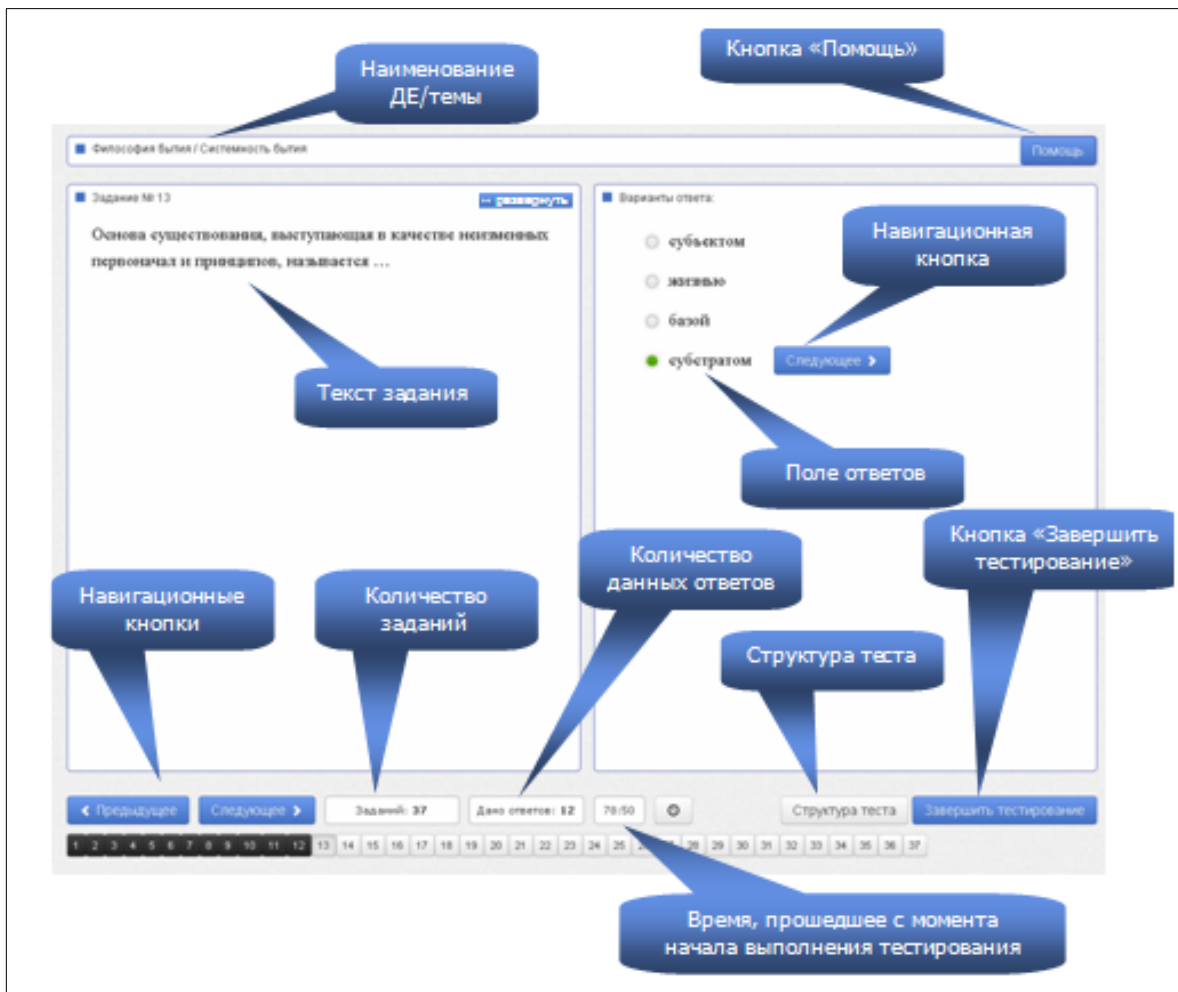 Кнопка «Помощь»
Наименование
ДЕ/темы
Философия бытия / Системность бытия
Помощь
Задание № 13
↔ развернуть
Основа существования, выступающая в качестве неизменных
первоначал и принципов, называется …
Варианты ответа:
субъектом
жизнью
базой
субстратом
Следующее
Навигационная
кнопка
Текст задания
Поле ответов
Кнопка «Завершить
тестирование»
Количество
данных ответов
Навигационные
кнопки
Количество
заданий
Структура теста
Предыдущее
Следующее
Заданий: 37
Дано ответов: 12
78:50
Структура теста
Завершить тестирование
1 2 3 4 5 6 7 8 9 10 11 12 13 14 15 16 17 18 19 20 21 22 23 24 25 28 29 30 31 32 33 34 35 36 37
Время, прошедшее с момента
начала выполнения тестирования